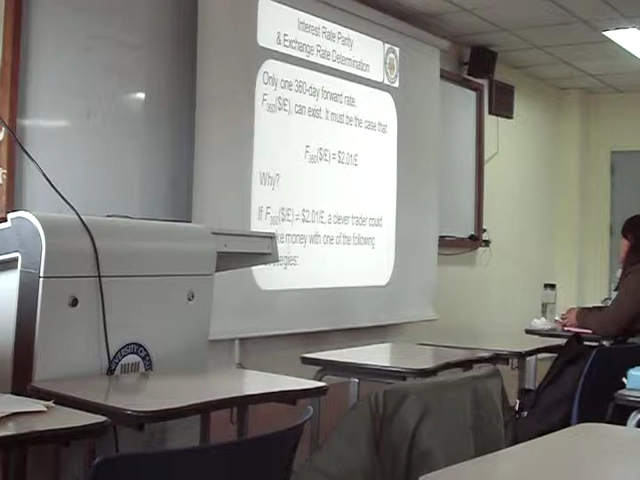 Interest Rate Parity
& Exchange Rate Determination
Only one 360-day forward rate,
F360($/£), can exist. It must be the case that
F360($/£) = $2.01/£
Why?
If F360($/£) = $2.01/£, a clever trader could
money with one of the following